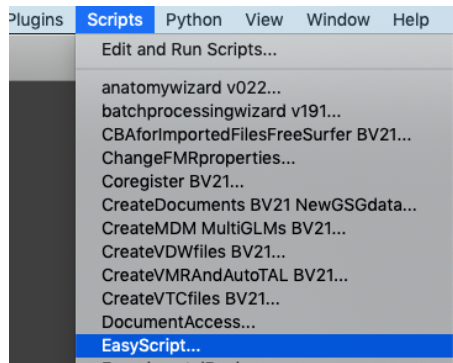 Plugins Scripts Python View Window Help
Edit and Run Scripts...
anatomywizard v022...
batchprocessingwizard v191...
CBAforImportedFilesFreeSurfer BV21...
ChangeFMRproperties...
Coregister BV21...
CreateDocuments BV21 NewGSGdata...
CreateMDM MultiGLMs BV21...
CreateVDWfiles BV21...
CreateVMRAndAutoTAL BV21...
CreateVTCfiles BV21...
DocumentAccess...
EasyScript...